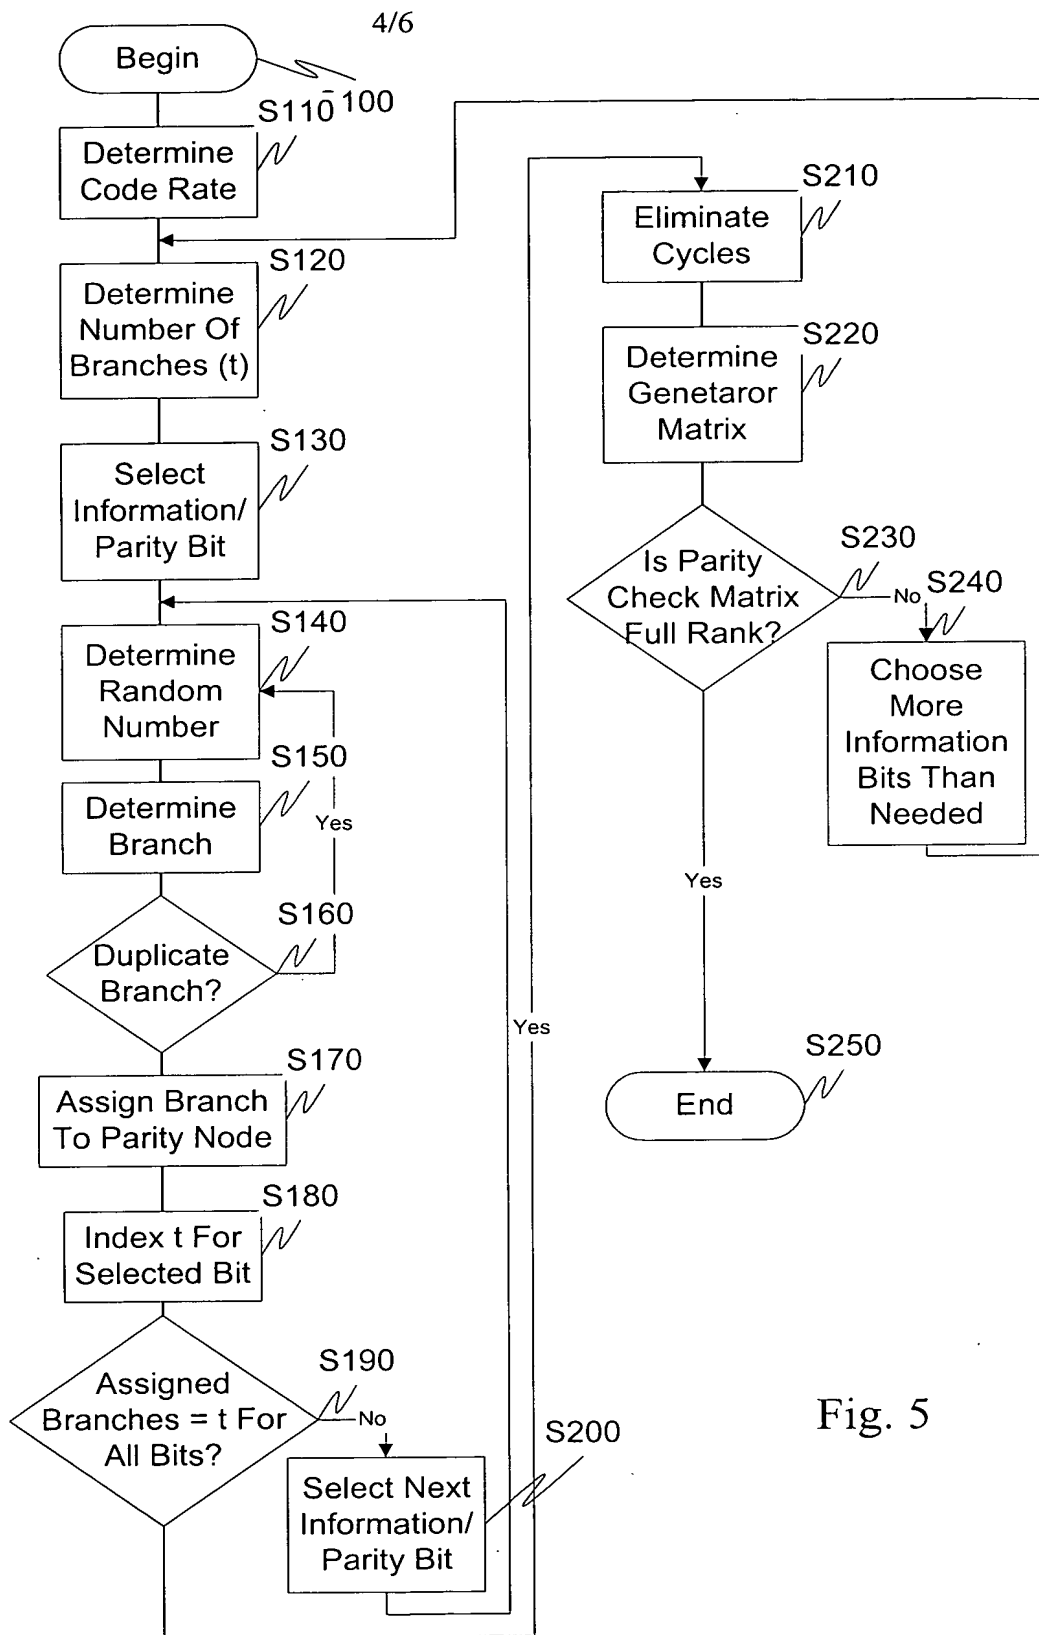 4/6
Begin
100
S110
Determine
Code Rate
S120
Determine
Number Of
Branches (t)
S130
Select
Information/
Parity Bit
S140
Determine
Random
Number
S150
Determine
Branch
Yes
S160
Duplicate
Branch?
S170
Assign Branch
To Parity Node
S180
Index t For
Selected Bit
S190
Assigned
Branches = t For
All Bits?
No
S200
Select Next
Information/
Parity Bit
Yes
S210
Eliminate
Cycles
S220
Determine
Genetaror
Matrix
S230
Is Parity
Check Matrix
Full Rank?
No
S240
Choose
More
Information
Bits Than
Needed
Yes
S250
End
Fig. 5